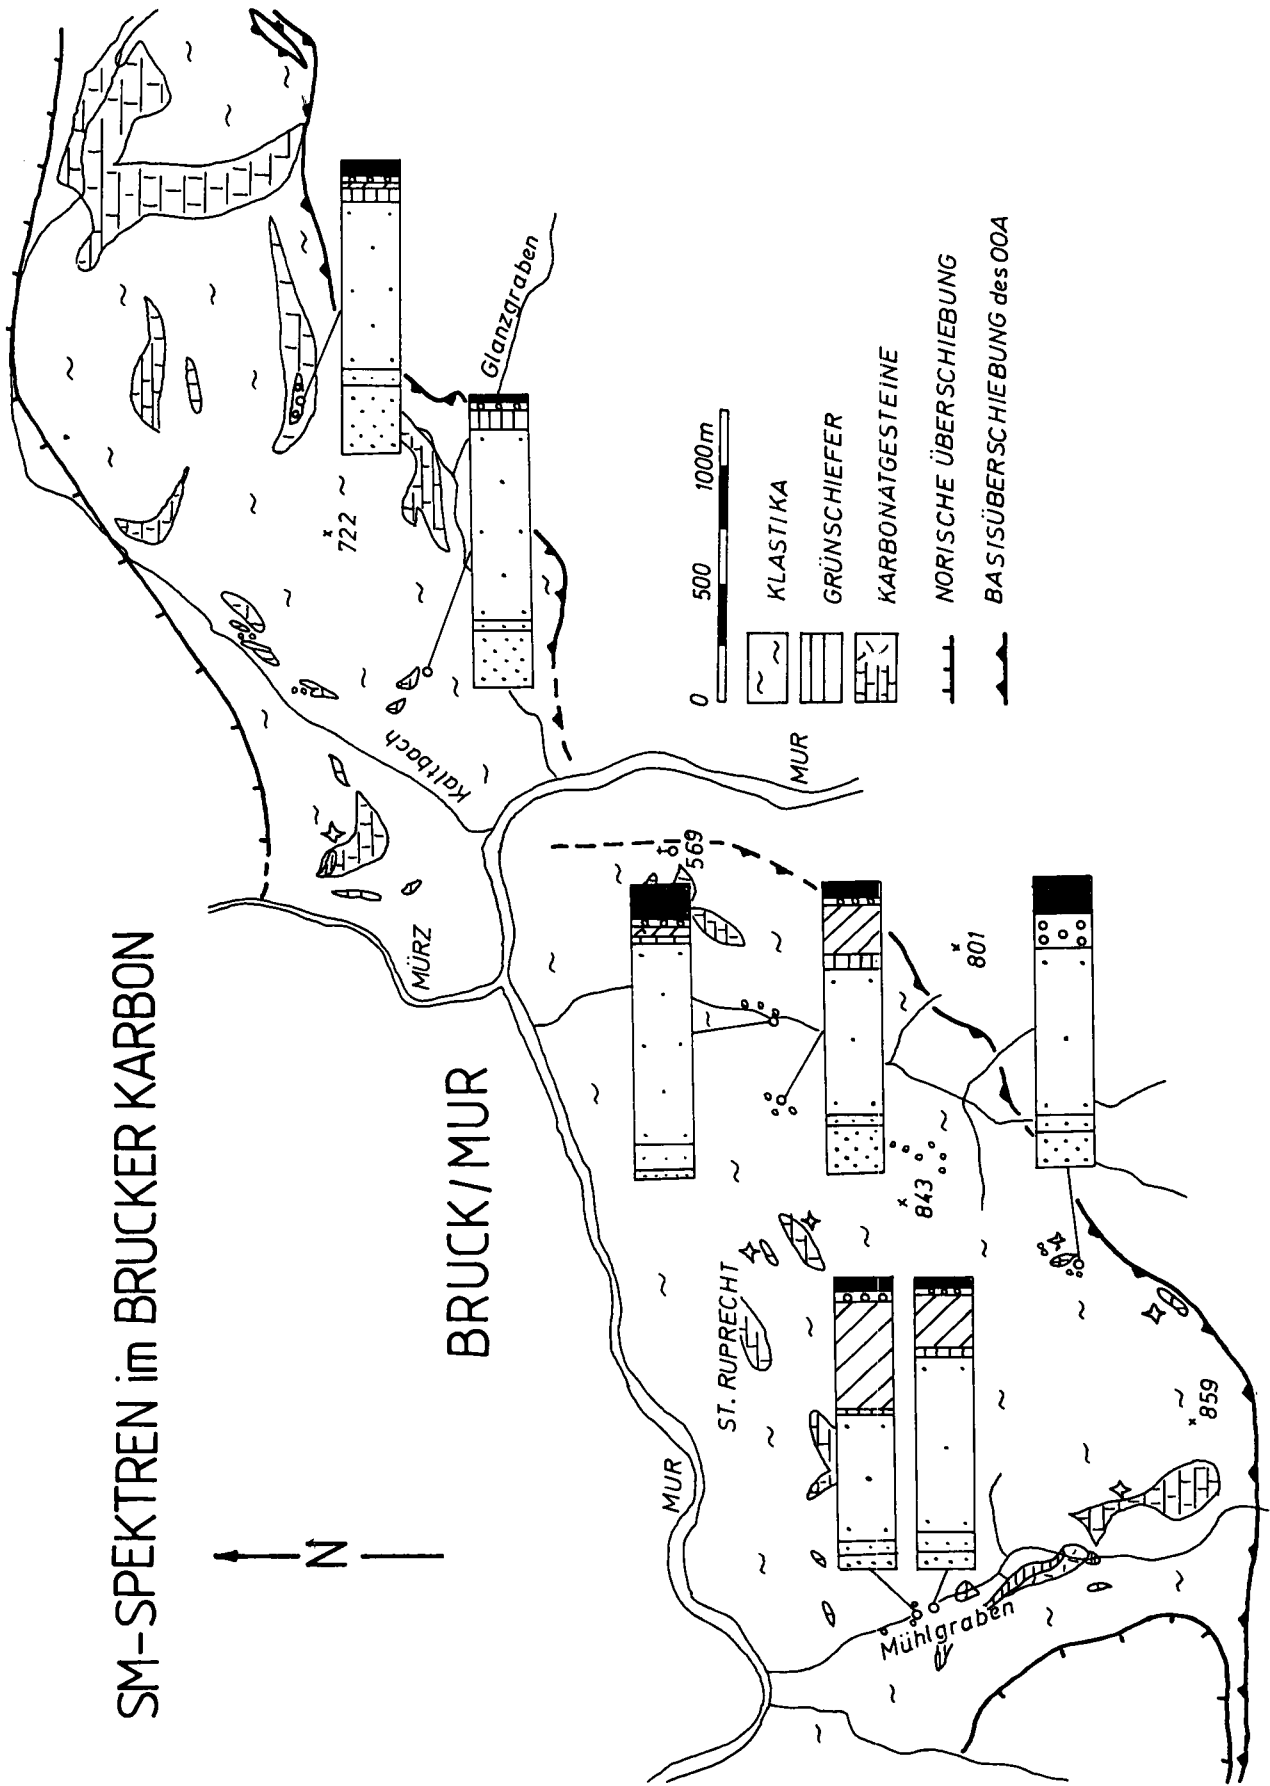 SM-SPEKTREN im BRUCKER KARBON
N
BRUCK/MUR
MÜRZ
Kaltbach
722
Glanzgraben
MUR
569
801
843
ST. RUPRECHT
MUR
859
Mühlgraben
0 500 1000m
KLASTIKA
GRÜNSCHIEFER
KARBONATGESTEINE
NORISCHE ÜBERSCHIEBUNG
BASISÜBERSCHIEBUNG des OOA